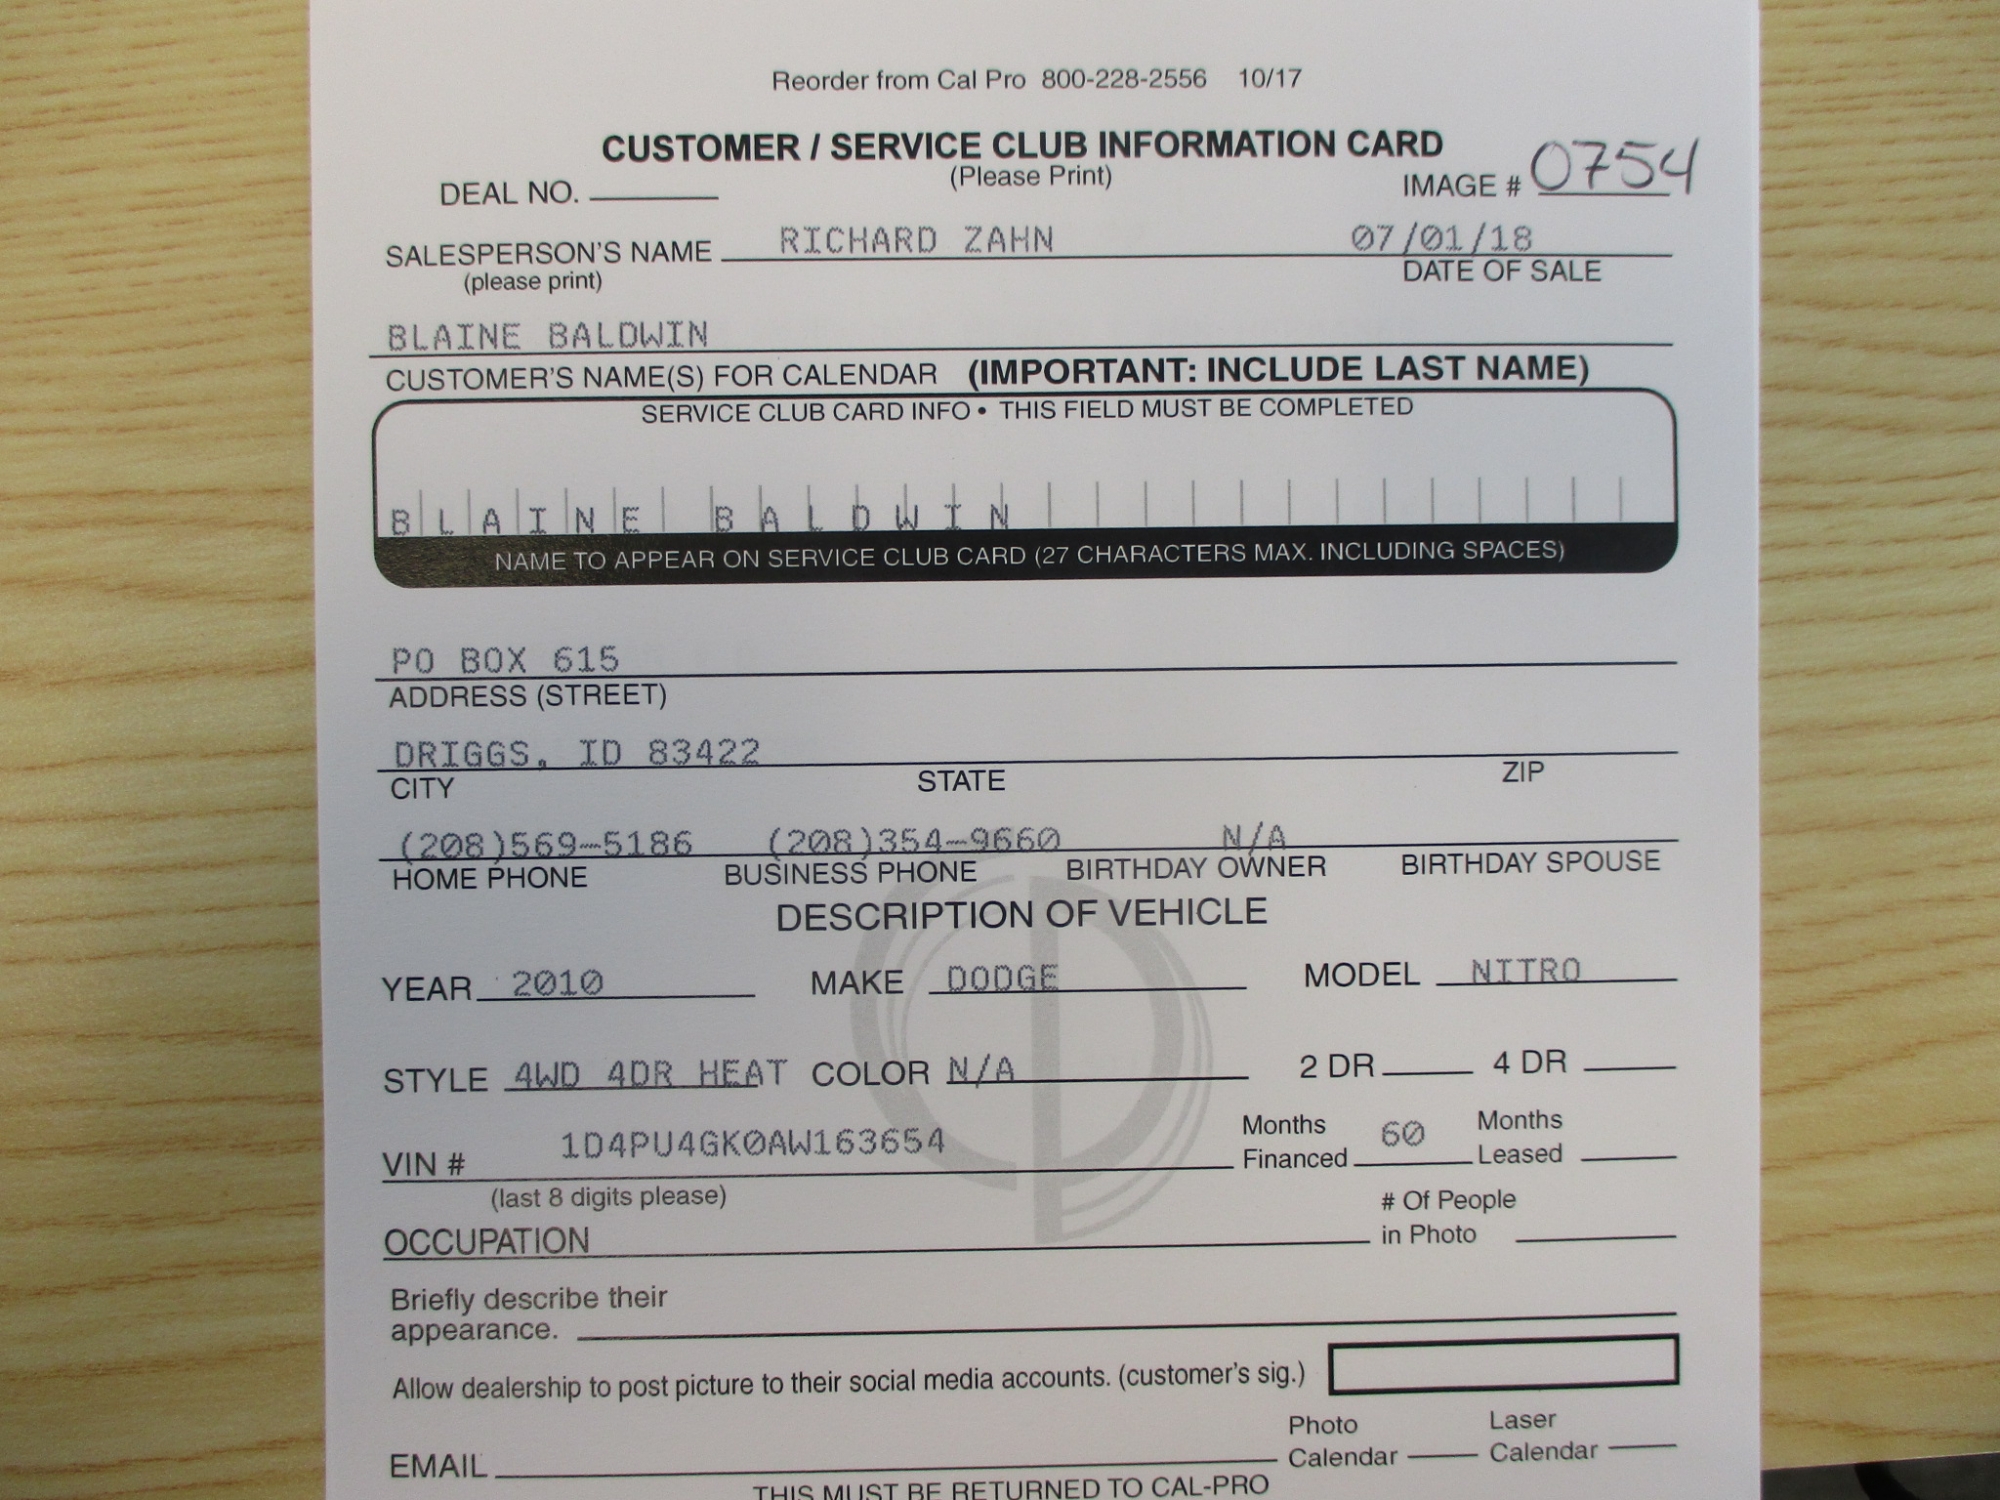 Reorder from Cal Pro 800-228-2556 10/17
CUSTOMER / SERVICE CLUB INFORMATION CARD
(Please Print)
DEAL NO. IMAGE # 0754
SALESPERSON'S NAME RICHARD ZAHN 07/01/18
(please print) DATE OF SALE
BLAINE BALDWIN
CUSTOMER'S NAME(S) FOR CALENDAR (IMPORTANT: INCLUDE LAST NAME)
SERVICE CLUB CARD INFO • THIS FIELD MUST BE COMPLETED
BLAINE BALDWIN
NAME TO APPEAR ON SERVICE CLUB CARD (27 CHARACTERS MAX. INCLUDING SPACES)
PO BOX 615
ADDRESS (STREET)
DRIGGS, ID 83422
CITY STATE ZIP
(208)569-5186 (208)354-9660 N/A
HOME PHONE BUSINESS PHONE BIRTHDAY OWNER BIRTHDAY SPOUSE
DESCRIPTION OF VEHICLE
YEAR 2010 MAKE DODGE MODEL NITRO
STYLE 4WD 4DR HEAT COLOR N/A 2 DR 4 DR
VIN # 1D4PU4GK0AW163654 Months Financed 60 Months Leased
(last 8 digits please)
OCCUPATION # Of People in Photo
Briefly describe their
appearance.
Allow dealership to post picture to their social media accounts. (customer's sig.)
EMAIL Photo Calendar Laser Calendar
THIS MUST BE RETURNED TO CAL-PRO